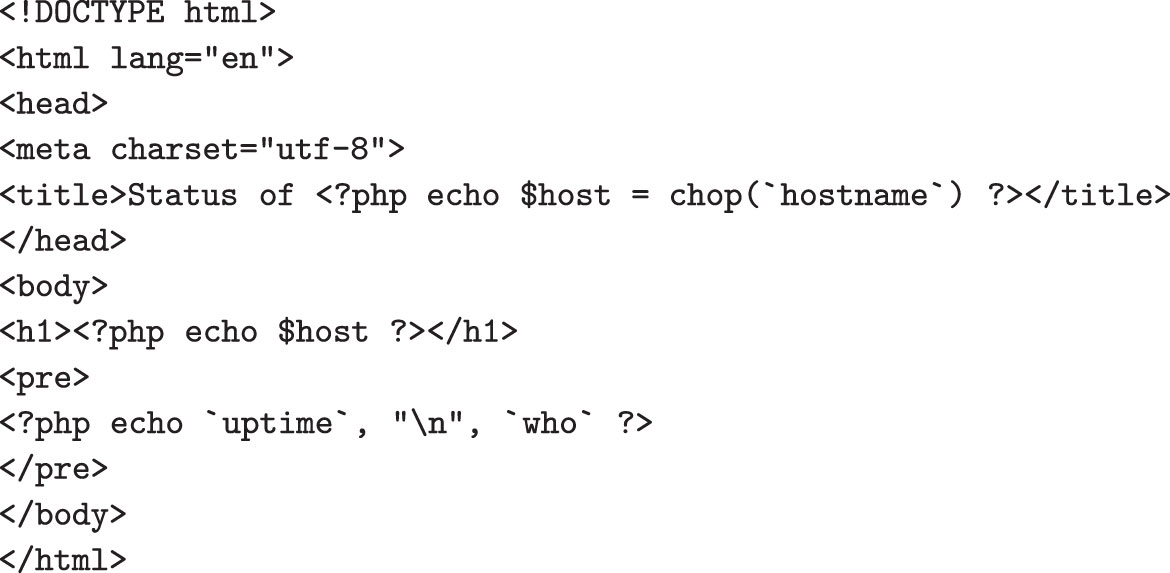 <!DOCTYPE html>
<html lang="en">
<head>
<meta charset="utf-8">
<title>Status of <?php echo $host = chop(`hostname`) ?></title>
</head>
<body>
<h1><?php echo $host ?></h1>
<pre>
<?php echo `uptime`, "\n", `who` ?>
</pre>
</body>
</html>